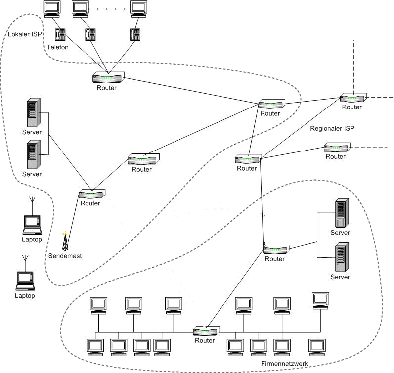 Lokaler ISP
Telefon
Router
Router
Router
Server
Regionaler ISP
Server
Router
Router
Router
Router
Laptop
Server
Sendemast
Router
Server
Laptop
Router
Firmennetzwerk